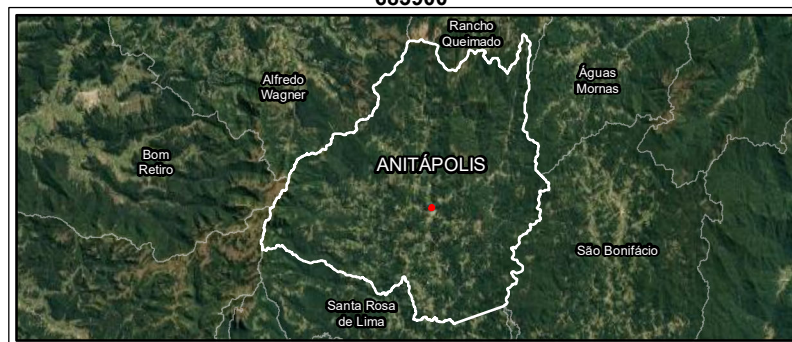 Rancho
Queimado
Águas
Mornas
Alfredo
Wagner
Bom
Retiro
ANITÁPOLIS
São Bonifácio
Santa Rosa
de Lima